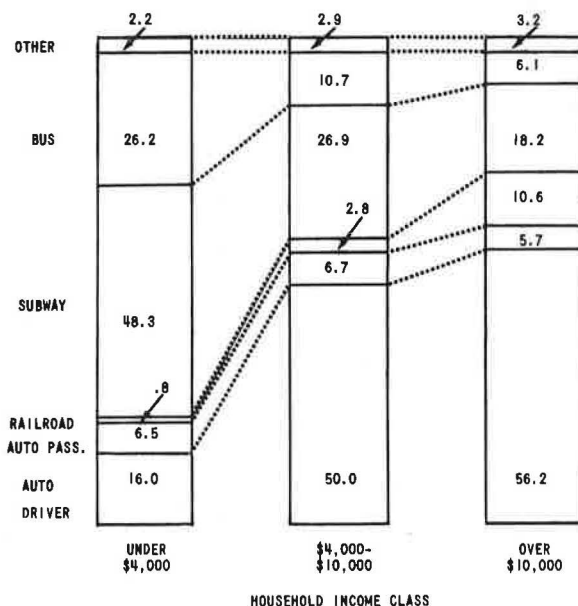 2.2 2.9 3.2
OTHER
10.7 6.1
BUS 26.2 26.9 18.2
2.8 10.6
6.7 5.7
SUBWAY
48.3
.8
RAILROAD
6.5
AUTO PASS.
AUTO 16.0 50.0 56.2
DRIVER
UNDER $4,000- OVER
$4,000 $10,000 $10,000
HOUSEHOLD INCOME CLASS